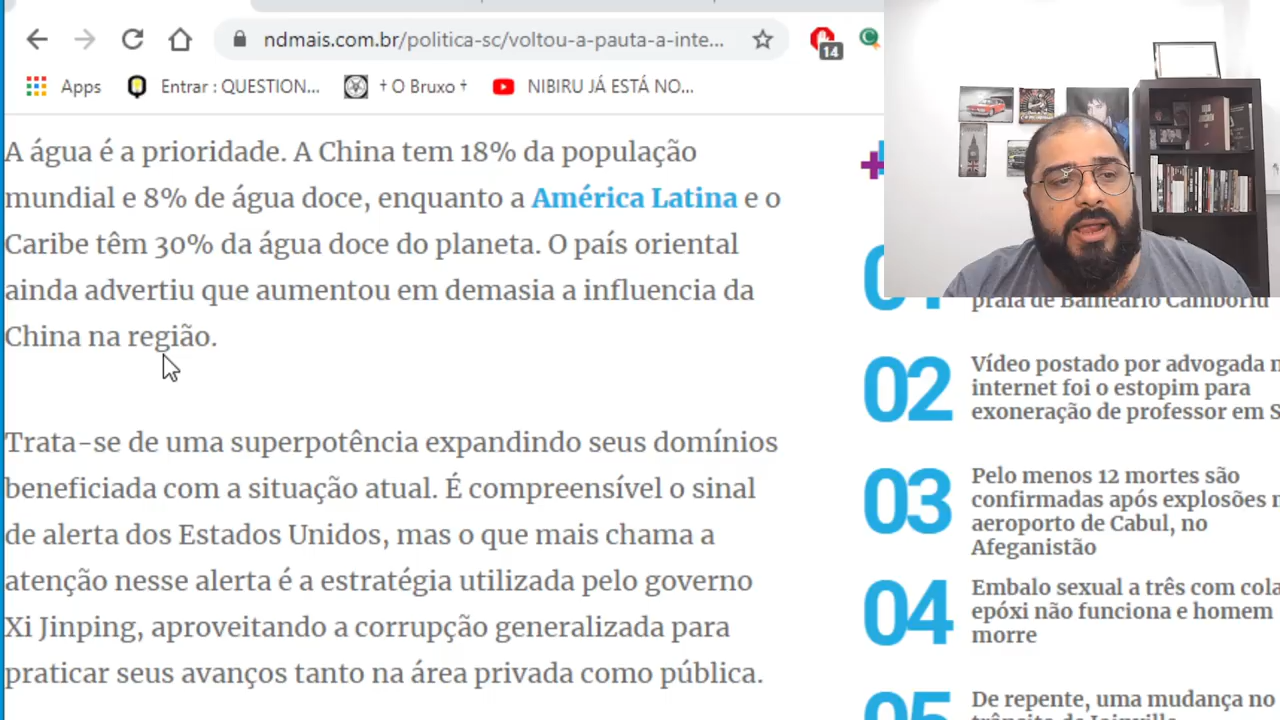 ndmais.com.br/politica-sc/voltou-a-pauta-a-inte...
14
Apps
Entrar : QUESTION...
† O Bruxo †
NIBIRU JÁ ESTÁ NO...
A água é a prioridade. A China tem 18% da população
mundial e 8% de água doce, enquanto a América Latina e o
Caribe têm 30% da água doce do planeta. O país oriental
ainda advertiu que aumentou em demasia a influencia da
China na região.
Trata-se de uma superpotência expandindo seus domínios
beneficiada com a situação atual. É compreensível o sinal
de alerta dos Estados Unidos, mas o que mais chama a
atenção nesse alerta é a estratégia utilizada pelo governo
Xi Jinping, aproveitando a corrupção generalizada para
praticar seus avanços tanto na área privada como pública.
praia de Balneário Camboriú
02
Vídeo postado por advogada n
internet foi o estopim para
exoneração de professor em S
03
Pelo menos 12 mortes são
confirmadas após explosões n
aeroporto de Cabul, no
Afeganistão
04
Embalo sexual a três com cola
epóxi não funciona e homem
morre
05
De repente, uma mudança no